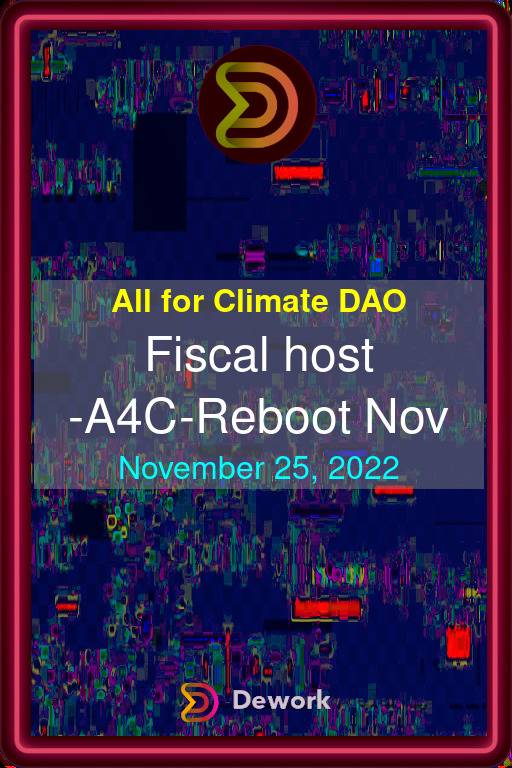 All for Climate DAO
Fiscal host
-A4C-Reboot Nov
November 25, 2022
Dework